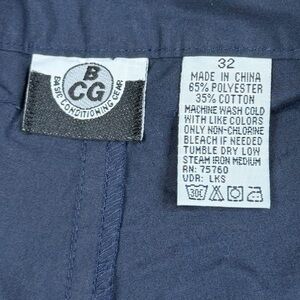 B
CG
BASIC CONDITIONING GEAR
32
MADE IN CHINA
65% POLYESTER
35% COTTON
MACHINE WASH COLD
WITH LIKE COLORS
ONLY NON-CHLORINE
BLEACH IF NEEDED
TUMBLE DRY LOW
STEAM IRON MEDIUM
RN: 75760
VDR: LKS
30C